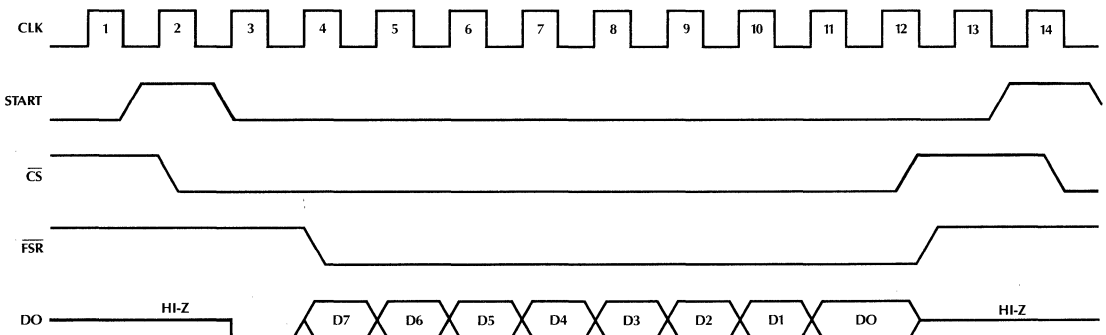 CLK 1 2 3 4 5 6 7 8 9 10 11 12 13 14
START
CS
FSR
DO HI-Z D7 D6 D5 D4 D3 D2 D1 DO HI-Z